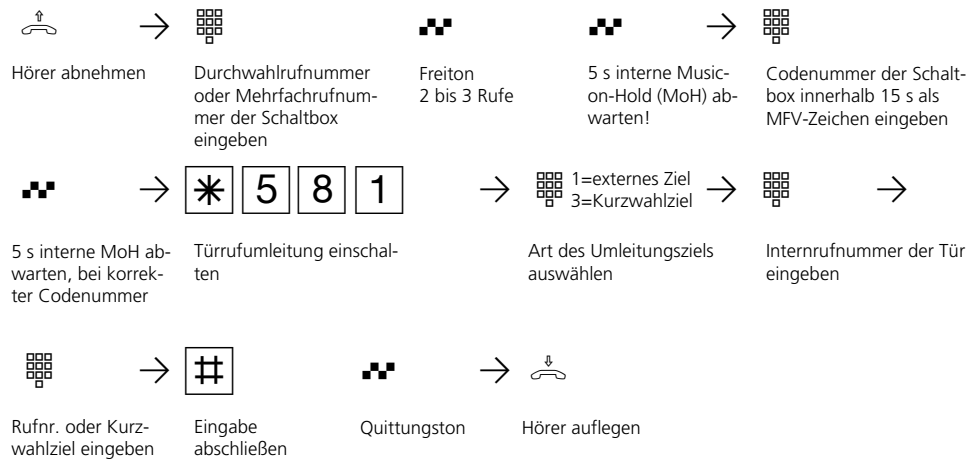 Hörer abnehmen
Durchwahlrufnummer
oder Mehrfachrufnum-
mer der Schaltbox
eingeben
Freiton
2 bis 3 Rufe
5 s interne Music-
on-Hold (MoH) ab-
warten!
Codenummer der Schalt-
box innerhalb 15 s als
MFV-Zeichen eingeben
* 5 8 1
1=externes Ziel
3=Kurzwahlziel
5 s interne MoH ab-
warten, bei korrek-
ter Codenummer
Türrufumleitung einschal-
ten
Art des Umleitungsziels
auswählen
Internrufnummer der Tür
eingeben
#
Rufnr. oder Kurz-
wahlziel eingeben
Eingabe
abschließen
Quittungston
Hörer auflegen